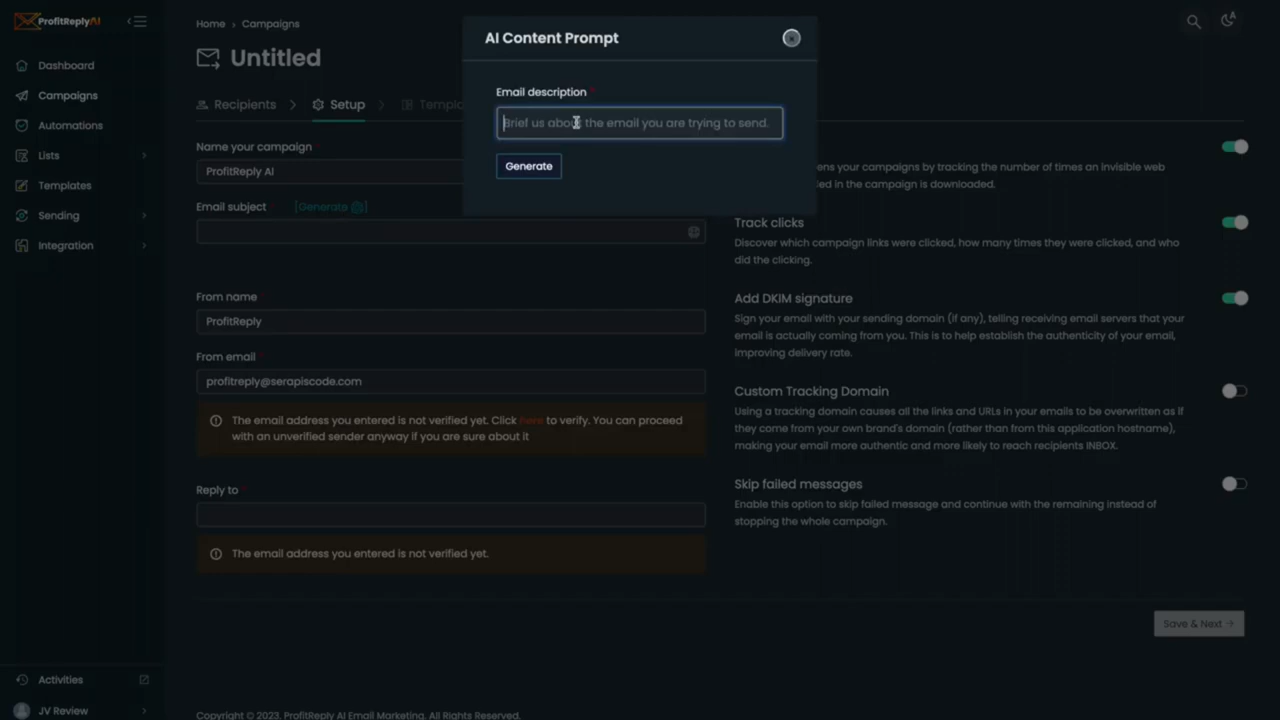 ProfitReply AI
Home > Campaigns
Untitled
Dashboard
Campaigns
Automations
Lists
Templates
Sending
Integration
Recipients > Setup >
Name your campaign *
ProfitReply AI
Email subject * [Generate]
From name *
ProfitReply
From email *
profitreply@serapiscode.com
The email address you entered is not verified yet. Click here to verify. You can proceed
with an unverified sender anyway if you are sure about it
Reply to *
The email address you entered is not verified yet.
AI Content Prompt
Email description *
Brief us about the email you are trying to send.
Generate
ens your campaigns by tracking the number of times an invisible web
led in the campaign is downloaded.
Track clicks
Discover which campaign links were clicked, how many times they were clicked, and who
did the clicking.
Add DKIM signature
Sign your email with your sending domain (if any), telling receiving email servers that your
email is actually coming from you. This is to help establish the authenticity of your email,
improving delivery rate.
Custom Tracking Domain
Using a tracking domain causes all the links and URLs in your emails to be overwritten as if
they come from your own brand's domain (rather than from this application hostname),
making your email more authentic and more likely to reach recipients INBOX.
Skip failed messages
Enable this option to skip failed message and continue with the remaining instead of
stopping the whole campaign.
Save & Next →
Activities
JV Review
Copyright © 2023, ProfitReply AI Email Marketing. All Rights Reserved.